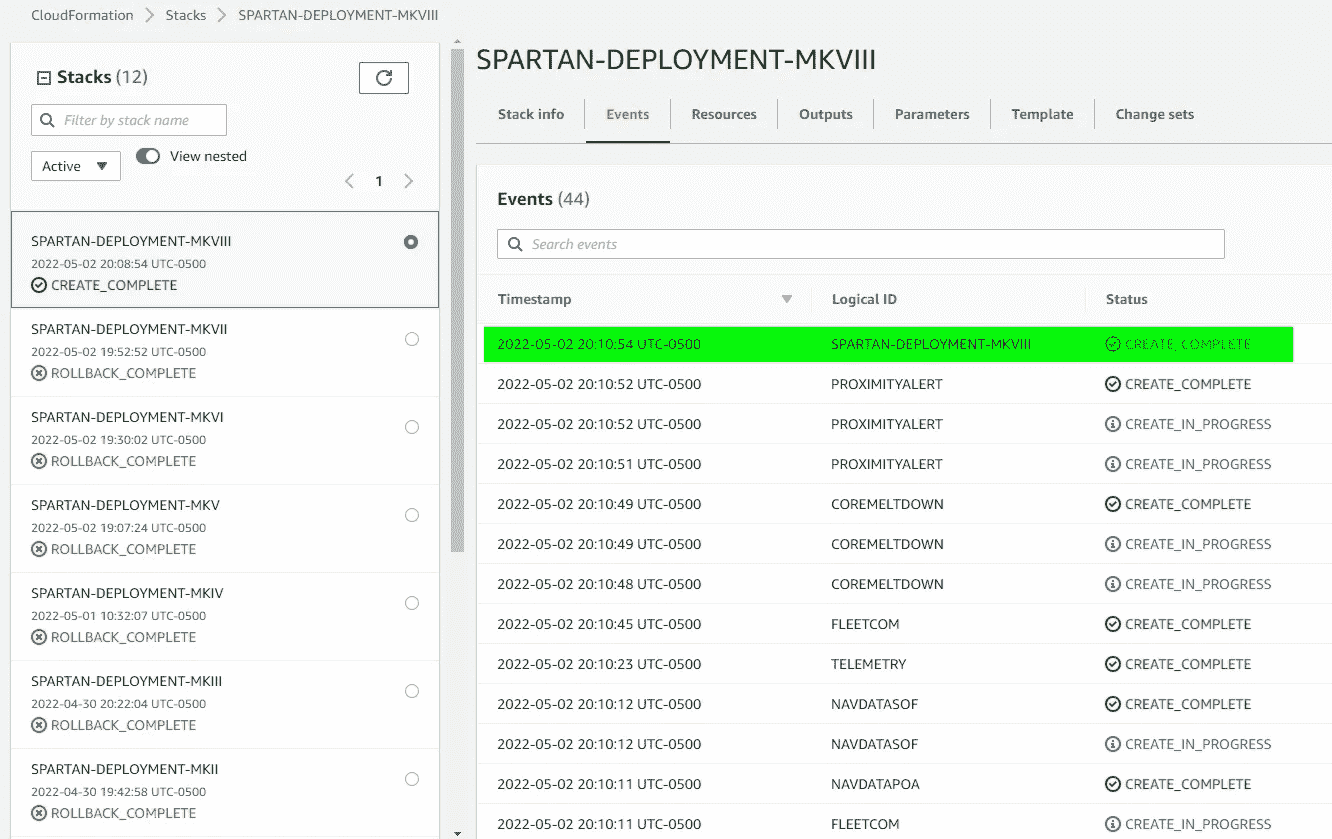 CloudFormation > Stacks > SPARTAN-DEPLOYMENT-MKVIII
Stacks (12)
Filter by stack name
Active
View nested
1
SPARTAN-DEPLOYMENT-MKVIII
2022-05-02 20:08:54 UTC-0500
CREATE_COMPLETE
SPARTAN-DEPLOYMENT-MKVII
2022-05-02 19:52:52 UTC-0500
ROLLBACK_COMPLETE
SPARTAN-DEPLOYMENT-MKVI
2022-05-02 19:30:02 UTC-0500
ROLLBACK_COMPLETE
SPARTAN-DEPLOYMENT-MKV
2022-05-02 19:07:24 UTC-0500
ROLLBACK_COMPLETE
SPARTAN-DEPLOYMENT-MKIV
2022-05-01 10:32:07 UTC-0500
ROLLBACK_COMPLETE
SPARTAN-DEPLOYMENT-MKIII
2022-04-30 20:22:04 UTC-0500
ROLLBACK_COMPLETE
SPARTAN-DEPLOYMENT-MKII
2022-04-30 19:42:58 UTC-0500
ROLLBACK_COMPLETE
SPARTAN-DEPLOYMENT-MKVIII
Stack info Events Resources Outputs Parameters Template Change sets
Events (44)
Search events
Timestamp Logical ID Status
2022-05-02 20:10:54 UTC-0500 SPARTAN-DEPLOYMENT-MKVIII CREATE_COMPLETE
2022-05-02 20:10:52 UTC-0500 PROXIMITYALERT CREATE_COMPLETE
2022-05-02 20:10:52 UTC-0500 PROXIMITYALERT CREATE_IN_PROGRESS
2022-05-02 20:10:51 UTC-0500 PROXIMITYALERT CREATE_IN_PROGRESS
2022-05-02 20:10:49 UTC-0500 COREMELTDOWN CREATE_COMPLETE
2022-05-02 20:10:49 UTC-0500 COREMELTDOWN CREATE_IN_PROGRESS
2022-05-02 20:10:48 UTC-0500 COREMELTDOWN CREATE_IN_PROGRESS
2022-05-02 20:10:45 UTC-0500 FLEETCOM CREATE_COMPLETE
2022-05-02 20:10:23 UTC-0500 TELEMETRY CREATE_COMPLETE
2022-05-02 20:10:12 UTC-0500 NAVDATASOF CREATE_COMPLETE
2022-05-02 20:10:12 UTC-0500 NAVDATASOF CREATE_IN_PROGRESS
2022-05-02 20:10:11 UTC-0500 NAVDATAPOA CREATE_COMPLETE
2022-05-02 20:10:11 UTC-0500 FLEETCOM CREATE_IN_PROGRESS